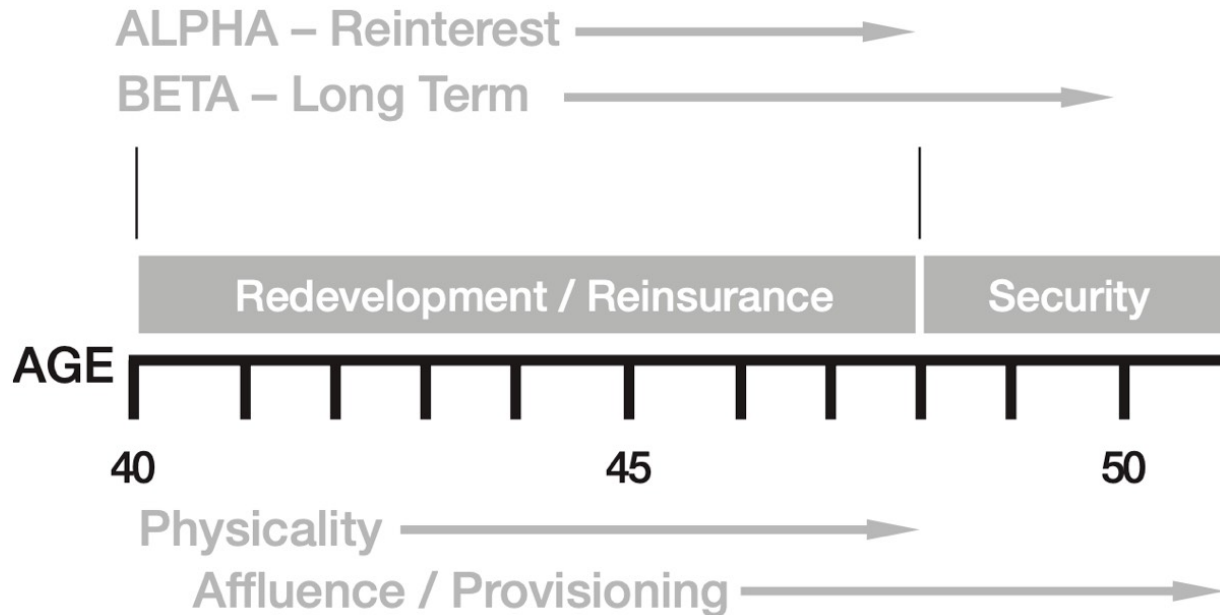 ALPHA – Reinterest
BETA – Long Term
Redevelopment / Reinsurance Security
AGE
40 45 50
Physicality
Affluence / Provisioning